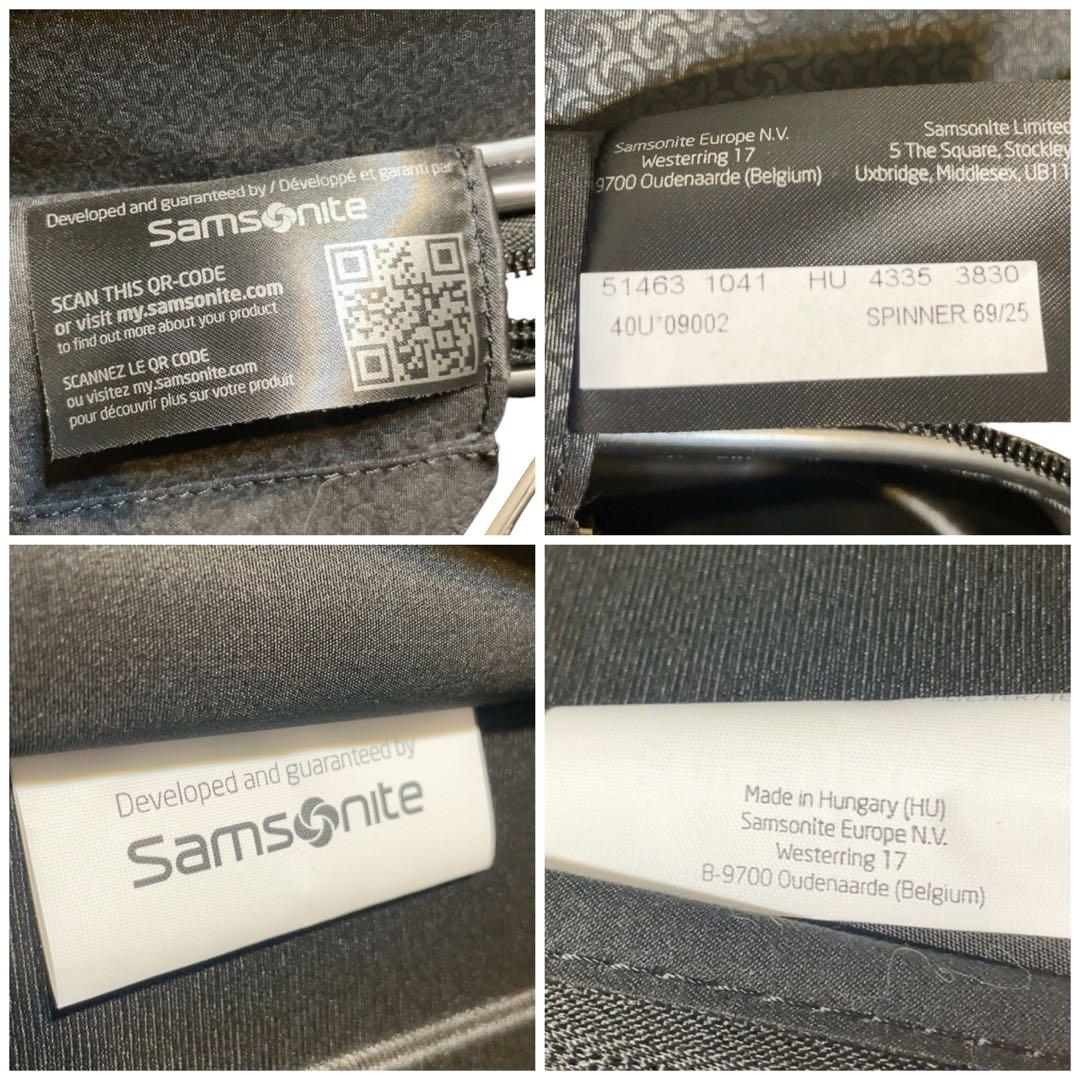 Developed and guaranteed by / Développé et garanti par
Samsonite
SCAN THIS QR-CODE
or visit my.samsonite.com
to find out more about your product
SCANNEZ LE QR CODE
ou visitez my.samsonite.com
pour découvrir plus sur votre produit
Samsonite Europe N.V.
Westerring 17
9700 Oudenaarde (Belgium)
Samsonite Limited
5 The Square, Stockley
Uxbridge, Middlesex, UB11
51463 1041 HU 4335 3830
40U*09002 SPINNER 69/25
Developed and guaranteed by
Samsonite
Made in Hungary (HU)
Samsonite Europe N.V.
Westerring 17
B-9700 Oudenaarde (Belgium)